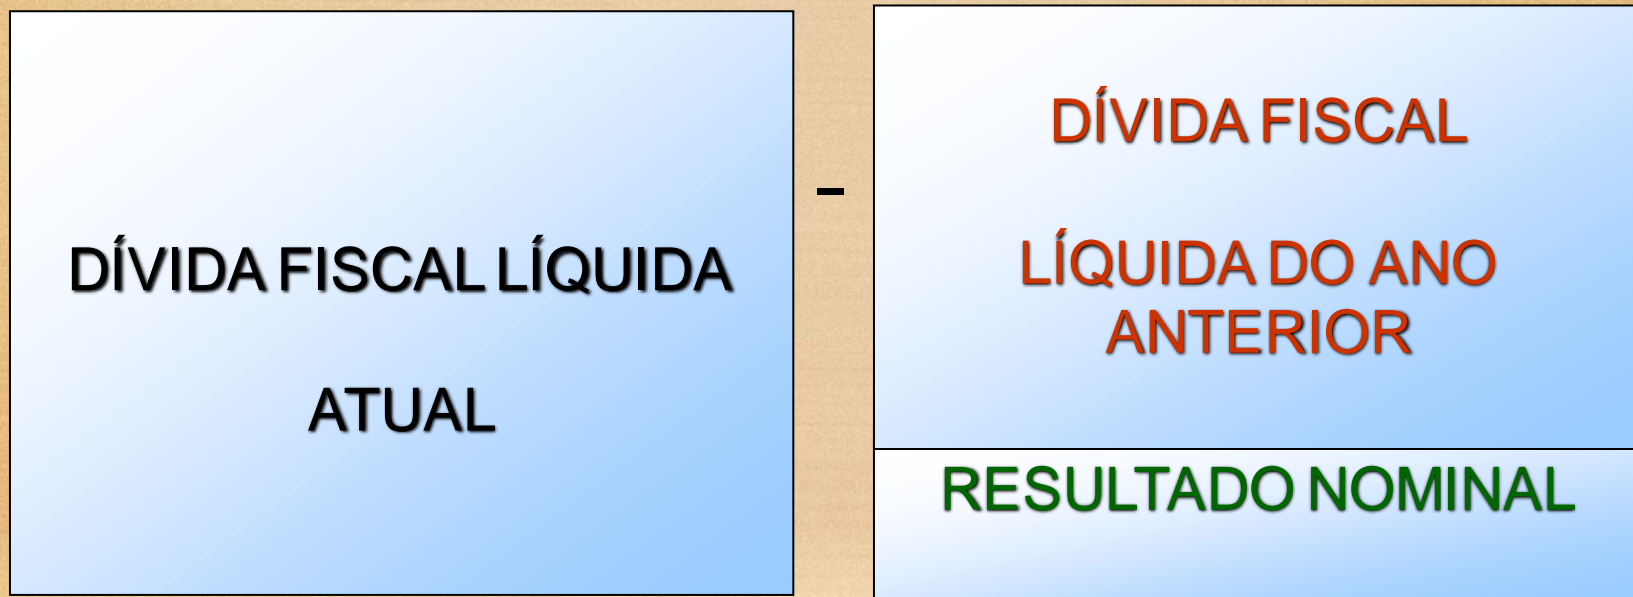 DÍVIDA FISCAL LÍQUIDA
ATUAL
-
DÍVIDA FISCAL
LÍQUIDA DO ANO
ANTERIOR
RESULTADO NOMINAL